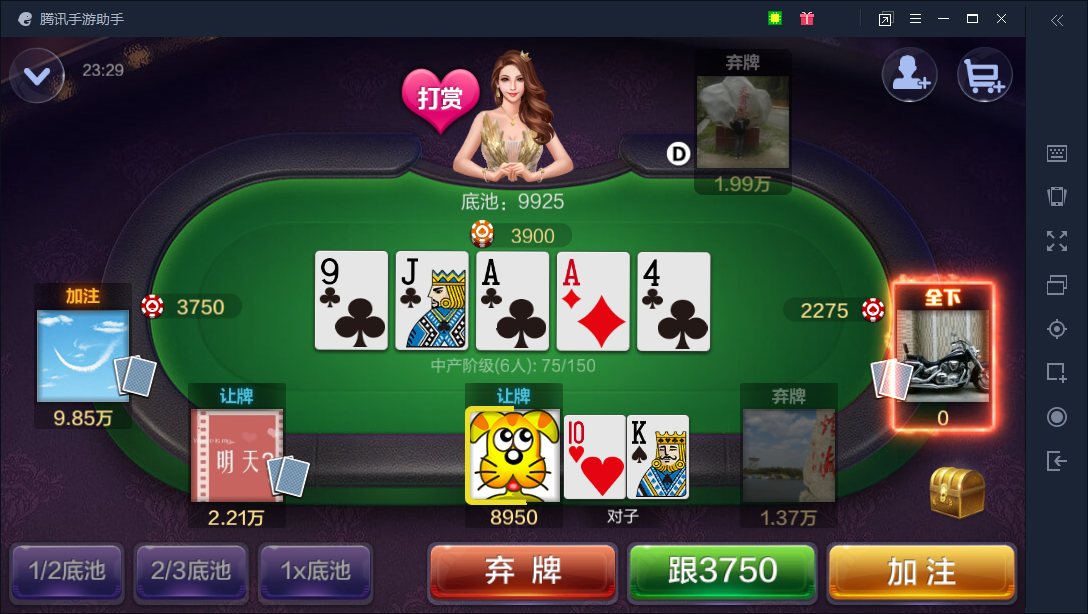 腾讯手游助手
23:29
打赏
弃牌
D
1.99万
底池：9925
3900
9
J
A
A
4
加注
3750
2275
全下
中产阶级(6人): 75/150
9.85万
0
让牌
让牌
弃牌
10
K
明天?
2.21万
8950
对子
1.37万
1/2底池
2/3底池
1x底池
弃 牌
跟3750
加 注